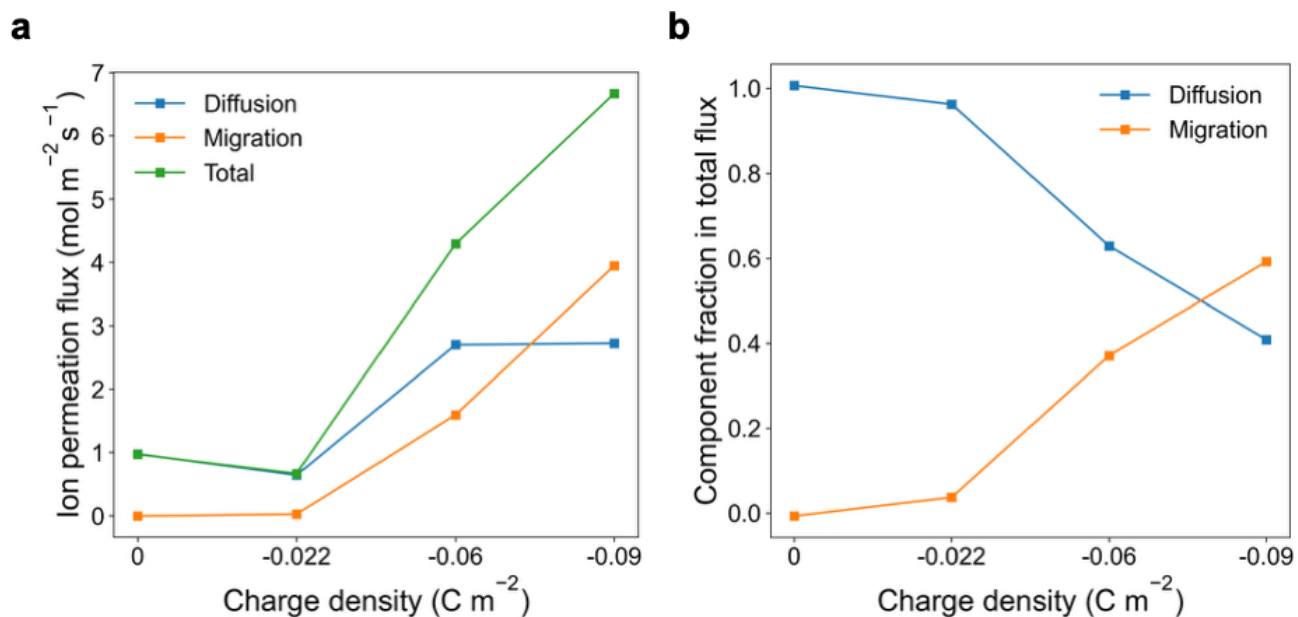 a
Ion permeation flux (mol m⁻² s⁻¹)
7
6
5
4
3
2
1
0
Diffusion
Migration
Total
0 -0.022 -0.06 -0.09
Charge density (C m⁻²)
b
Component fraction in total flux
1.0
0.8
0.6
0.4
0.2
0.0
Diffusion
Migration
0 -0.022 -0.06 -0.09
Charge density (C m⁻²)